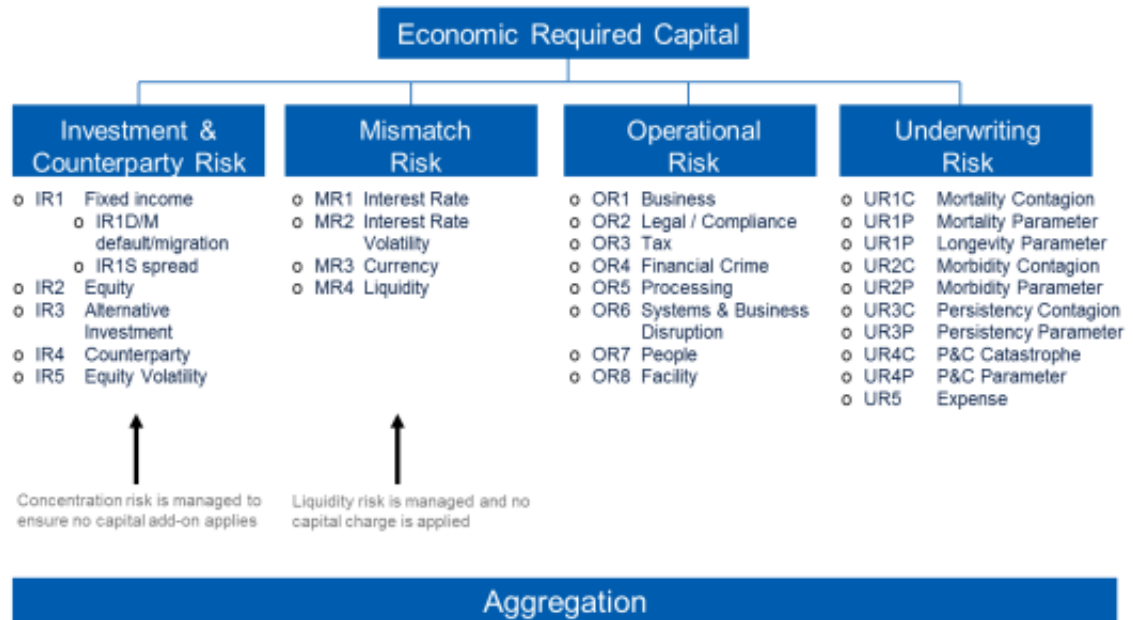 Economic Required Capital
Investment &
Counterparty Risk
o IR1 Fixed income
o IR1D/M
default/migration
o IR1S spread
o IR2 Equity
o IR3 Alternative
Investment
o IR4 Counterparty
o IR5 Equity Volatility
Concentration risk is managed to
ensure no capital add-on applies
Mismatch
Risk
o MR1 Interest Rate
o MR2 Interest Rate
Volatility
o MR3 Currency
o MR4 Liquidity
Liquidity risk is managed and no
capital charge is applied
Operational
Risk
o OR1 Business
o OR2 Legal / Compliance
o OR3 Tax
o OR4 Financial Crime
o OR5 Processing
o OR6 Systems & Business
Disruption
o OR7 People
o OR8 Facility
Underwriting
Risk
o UR1C Mortality Contagion
o UR1P Mortality Parameter
o UR1P Longevity Parameter
o UR2C Morbidity Contagion
o UR2P Morbidity Parameter
o UR3C Persistency Contagion
o UR3P Persistency Parameter
o UR4C P&C Catastrophe
o UR4P P&C Parameter
o UR5 Expense
Aggregation